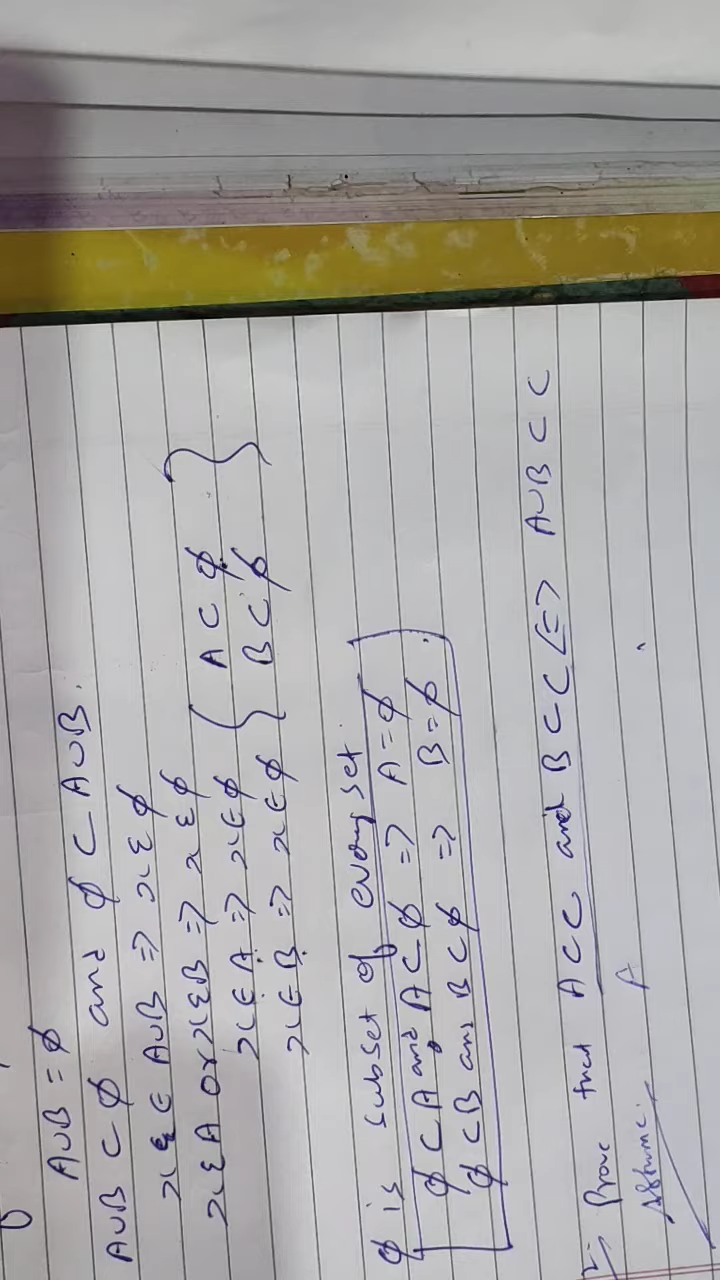 A∪B = ϕ
A∪B ⊂ ϕ and ϕ ⊂ A∪B.
x ∈ A∪B => x ∈ ϕ
x ∈ A or x ∈ B => x ∈ ϕ
x ∈ A => x ∈ ϕ { A ⊂ ϕ }
x ∈ B => x ∈ ϕ { B ⊂ ϕ }
ϕ is subset of every set.
ϕ ⊂ A and A ⊂ ϕ => A = ϕ
ϕ ⊂ B and B ⊂ ϕ => B = ϕ.
Prove that A ⊂ C and B ⊂ C <=> A∪B ⊂ C
Assume. A